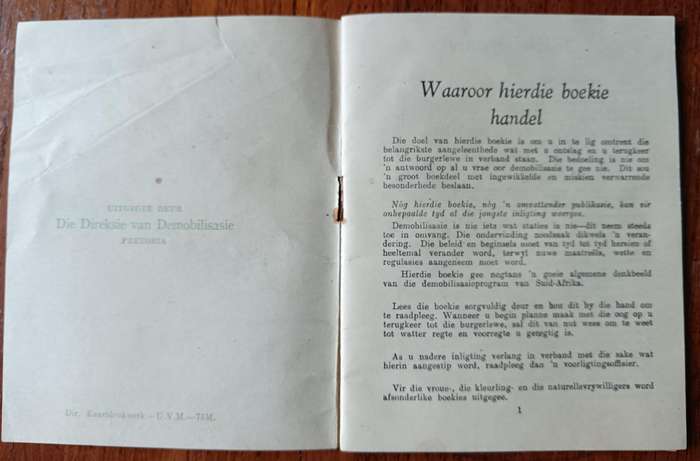 UITGEGEE DEUR
Die Direksie van Demobilisasie
PRETORIA
Dir. Kaartdrukwerk – U.V.M.–75M.
Waaroor hierdie boekie
handel
Die doel van hierdie boekie is om u in te lig omtrent die
belangrikste aangeleenthede wat met u ontslag en u terugkeer
tot die burgerlewe in verband staan. Die bedoeling is nie om
'n antwoord op al u vrae oor demobilisasie te gee nie. Dit sou
'n groot boekdeel met ingewikkelde en miskien verwarrende
besonderhede beslaan.
Nòg hierdie boekie, nòg 'n omvattender publikasie, kan vir
onbepaalde tyd al die jongste inligting weergee.
Demobilisasie is nie iets wat staties is nie—dit neem steeds
toe in omvang. Die ondervinding noodsaak dikwels 'n veran-
dering. Die beleid en beginsels moet van tyd tot tyd hersien of
heeltemal verander word, terwyl nuwe maatreëls, wette en
regulasies aangeneem moet word.
Hierdie boekie gee nogtans 'n goeie algemene denkbeeld
van die demobilisasieprogram van Suid-Afrika.
Lees die boekie sorgvuldig deur en hou dit by die hand om
te raadpleeg. Wanneer u begin planne maak met die oog op u
terugkeer tot die burgerlewe, sal dit van nut wees om te weet
tot watter regte en voorregte u geregtig is.
As u nadere inligting verlang in verband met die sake wat
hierin aangestip word, raadpleeg dan 'n voorligtingsoffisier.
Vir die vroue-, die kleurling- en die naturellevrywilligers word
afsonderlike boekies uitgegee.
1